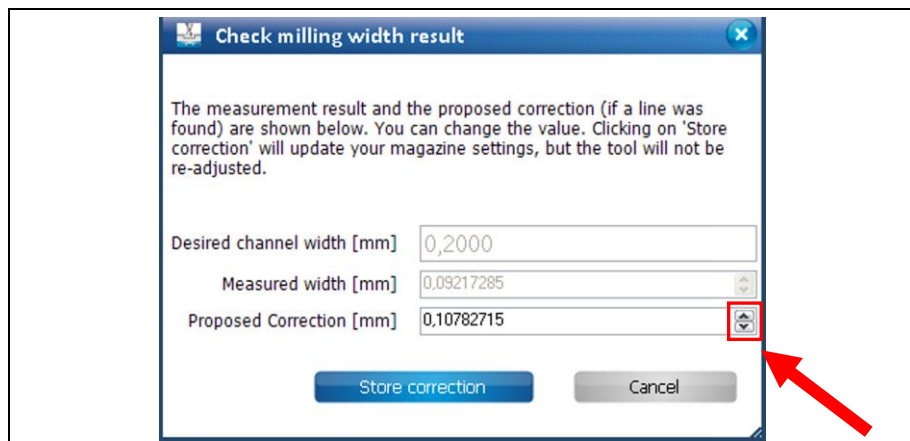 Check milling width result
The measurement result and the proposed correction (if a line was
found) are shown below. You can change the value. Clicking on 'Store
correction' will update your magazine settings, but the tool will not be
re-adjusted.
Desired channel width [mm] 0,2000
Measured width [mm] 0,09217285
Proposed Correction [mm] 0,10782715
Store correction Cancel